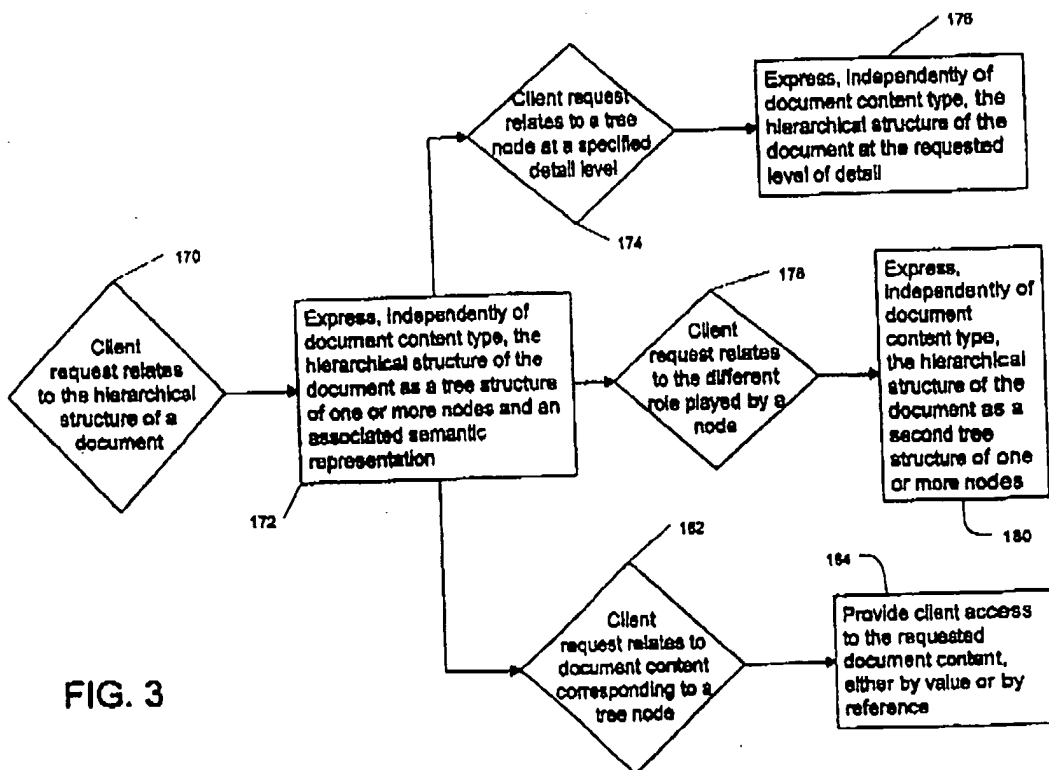 176
Client request
relates to a tree
node at a specified
detail level
Express, Independently of
document content type, the
hierarchical structure of the
document at the requested
level of detail
174
170
178
Client
request relates
to the hierarchical
structure of a
document
Express, Independently of
document content type, the
hierarchical structure of the
document as a tree structure
of one or more nodes and an
associated semantic
representation
172
Client
request relates
to the different
role played by a
node
Express,
independently of
document
content type,
the hierarchical
structure of the
document as a
second tree
structure of one
or more nodes
180
182
184
Client
request relates to
document content
corresponding to a
tree node
Provide client access
to the requested
document content,
either by value or by
reference
FIG. 3